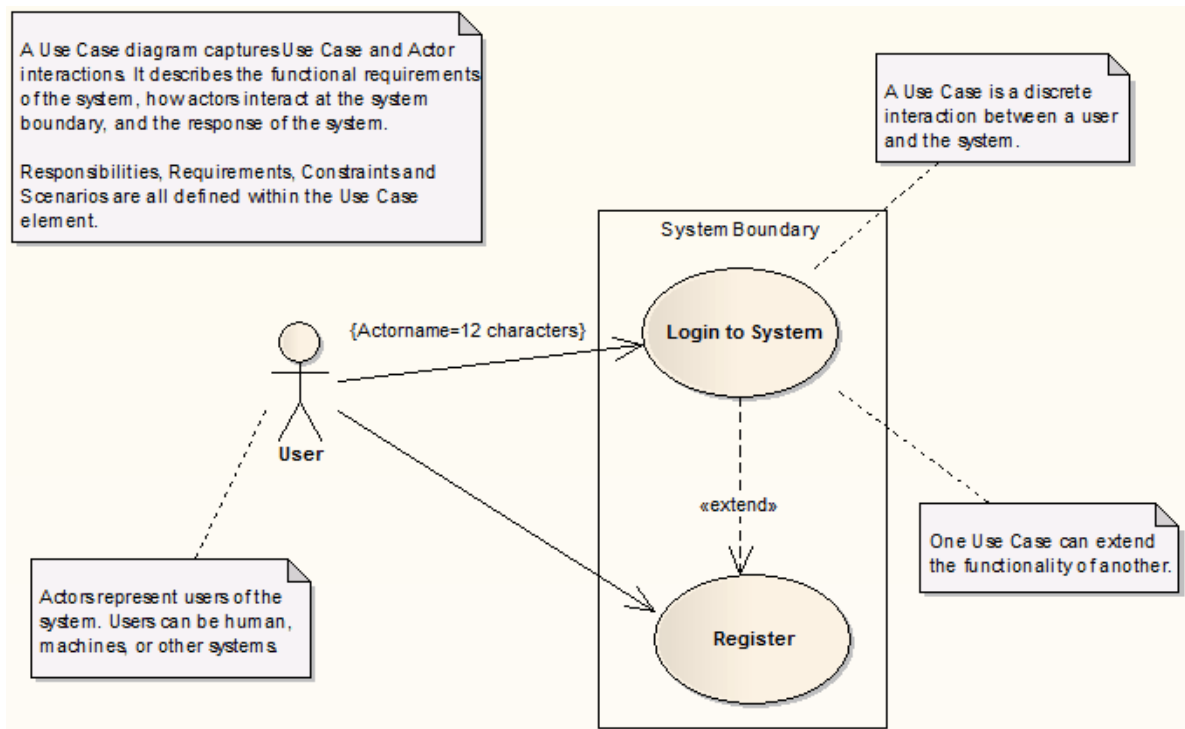 A Use Case diagram captures Use Case and Actor
interactions. It describes the functional requirements
of the system, how actors interact at the system
boundary, and the response of the system.
Responsibilities, Requirements, Constraints and
Scenarios are all defined within the Use Case
element.
A Use Case is a discrete
interaction between a user
and the system.
System Boundary
{Actorname=12 characters}
Login to System
User
«extend»
One Use Case can extend
the functionality of another.
Actors represent users of the
system. Users can be human,
machines, or other systems.
Register